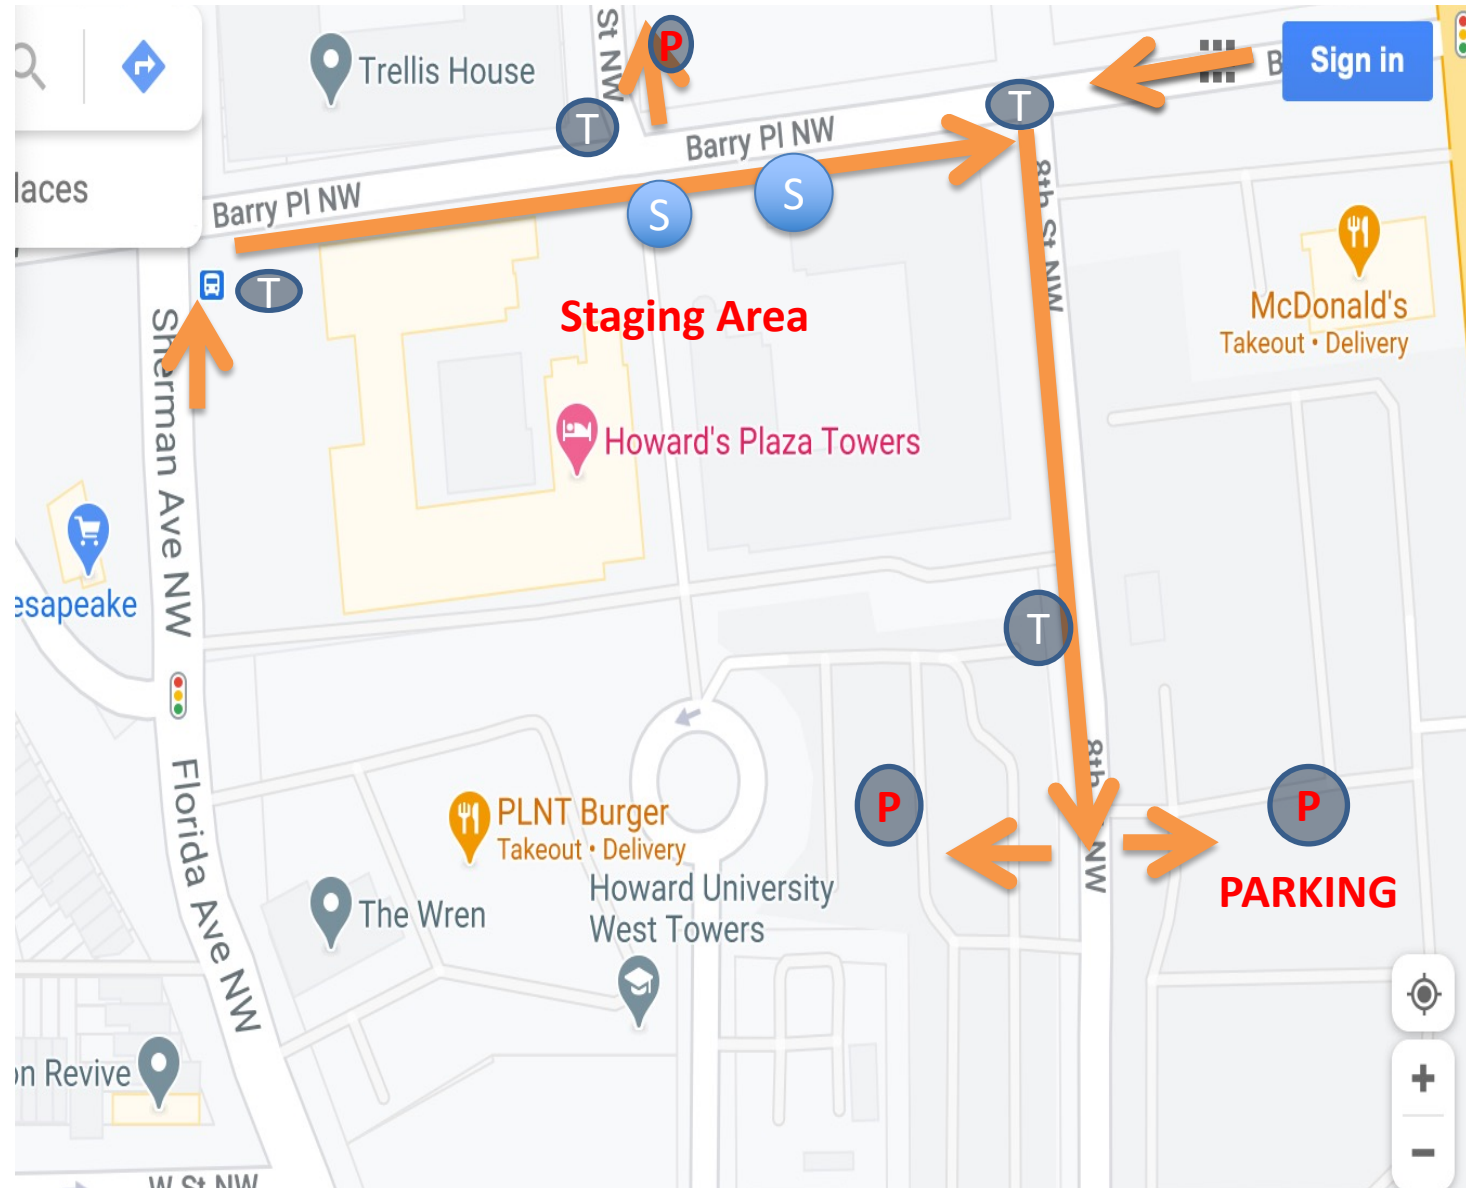 St NW
P
Trellis House
T
T
B
Sign in
Barry Pl NW
laces
Barry Pl NW
S
S
8th St NW
T
Staging Area
McDonald's
Takeout • Delivery
Sherman Ave NW
Howard's Plaza Towers
esapeake
T
8th
NW
P
P
PLNT Burger
Takeout • Delivery
Florida Ave NW
Howard University
West Towers
PARKING
The Wren
on Revive
+
−
W St NW